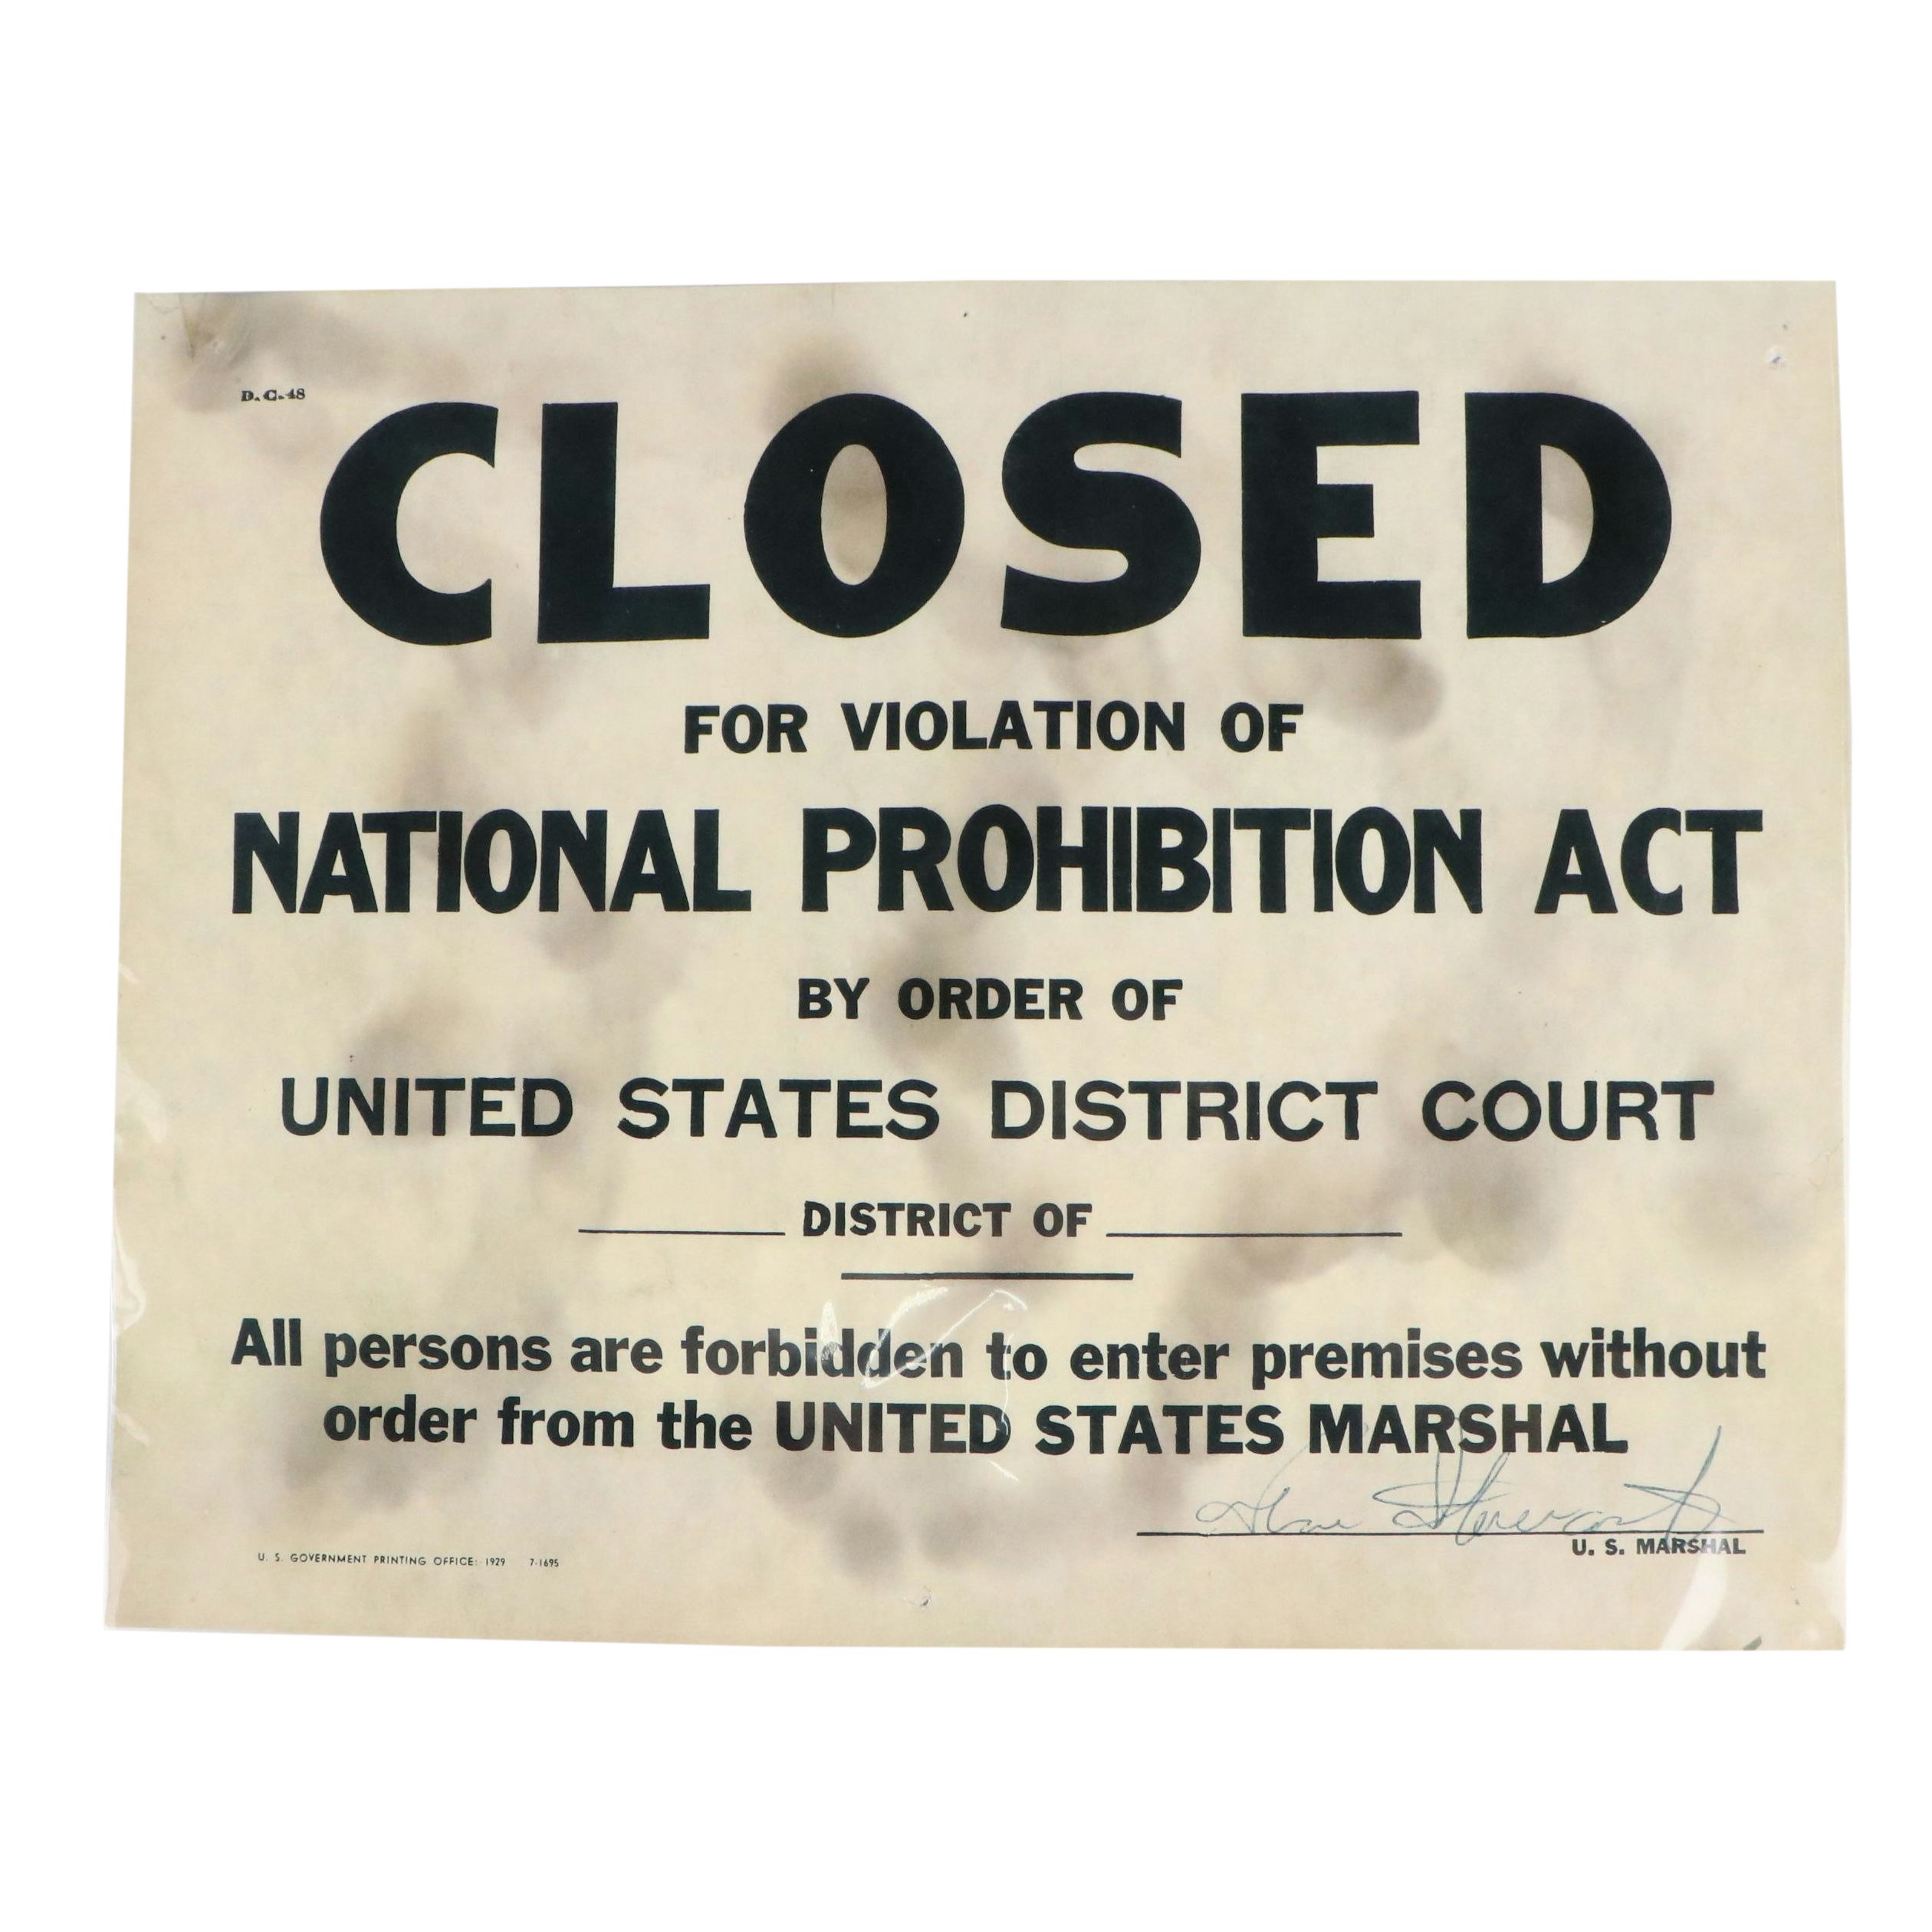 D. C. 48
CLOSED
FOR VIOLATION OF
NATIONAL PROHIBITION ACT
BY ORDER OF
UNITED STATES DISTRICT COURT
DISTRICT OF
All persons are forbidden to enter premises without
order from the UNITED STATES MARSHAL
U. S. MARSHAL
U. S. GOVERNMENT PRINTING OFFICE: 1929 7-1695